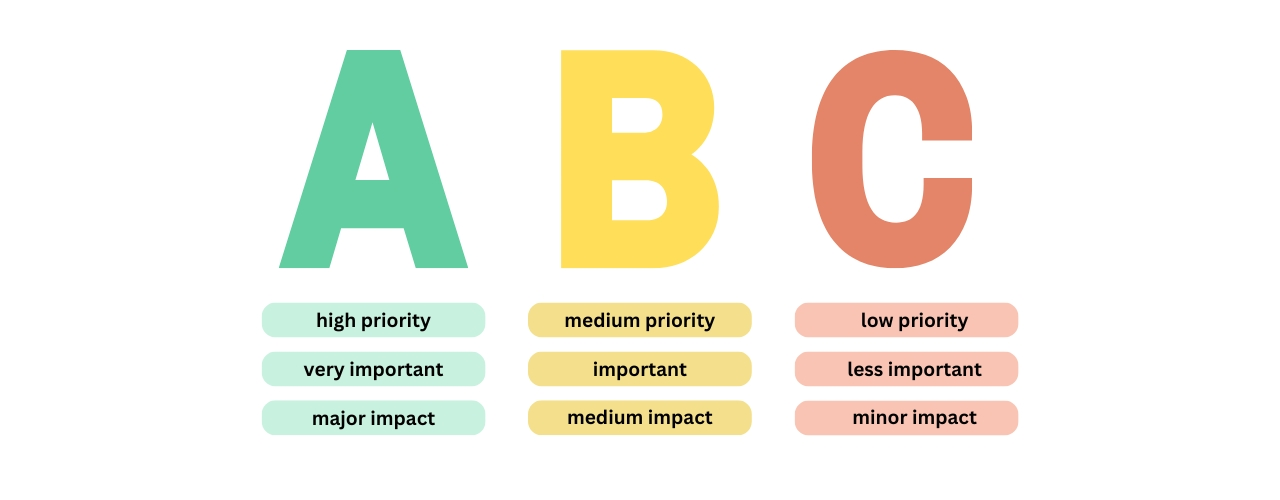 A B C
high priority medium priority low priority
very important important less important
major impact medium impact minor impact